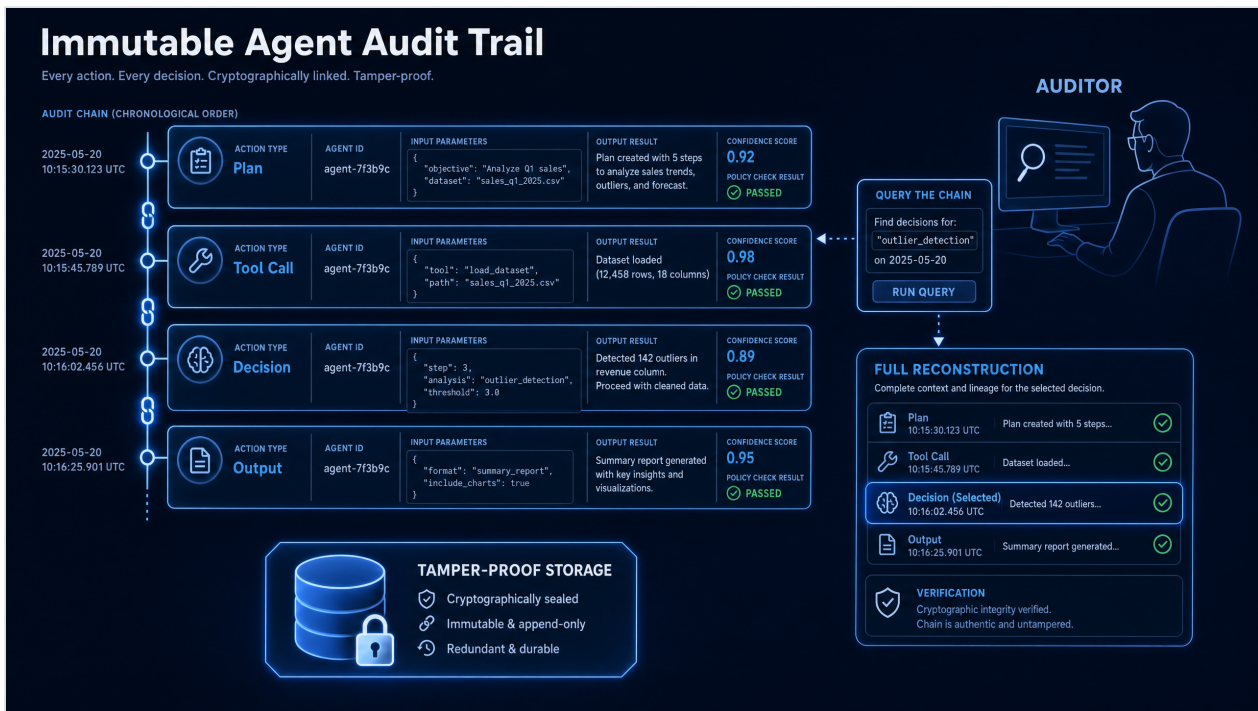 Immutable Agent Audit Trail
Every action. Every decision. Cryptographically linked. Tamper-proof.
AUDIT CHAIN (CHRONOLOGICAL ORDER)
2025-05-20
10:15:30.123 UTC
ACTION TYPE
Plan
AGENT ID
agent-7f3b9c
INPUT PARAMETERS
{
"objective": "Analyze Q1 sales",
"dataset": "sales_q1_2025.csv"
}
OUTPUT RESULT
Plan created with 5 steps
to analyze sales trends,
outliers, and forecast.
CONFIDENCE SCORE
0.92
POLICY CHECK RESULT
PASSED
2025-05-20
10:15:45.789 UTC
ACTION TYPE
Tool Call
AGENT ID
agent-7f3b9c
INPUT PARAMETERS
{
"tool": "load_dataset",
"path": "sales_q1_2025.csv"
}
OUTPUT RESULT
Dataset loaded
(12,458 rows, 18 columns)
CONFIDENCE SCORE
0.98
POLICY CHECK RESULT
PASSED
2025-05-20
10:16:02.456 UTC
ACTION TYPE
Decision
AGENT ID
agent-7f3b9c
INPUT PARAMETERS
{
"step": 3,
"analysis": "outlier_detection",
"threshold": 3.0
}
OUTPUT RESULT
Detected 142 outliers in
revenue column.
Proceed with cleaned data.
CONFIDENCE SCORE
0.89
POLICY CHECK RESULT
PASSED
2025-05-20
10:16:25.901 UTC
ACTION TYPE
Output
AGENT ID
agent-7f3b9c
INPUT PARAMETERS
{
"format": "summary_report",
"include_charts": true
}
OUTPUT RESULT
Summary report generated
with key insights and
visualizations.
CONFIDENCE SCORE
0.95
POLICY CHECK RESULT
PASSED
TAMPER-PROOF STORAGE
Cryptographically sealed
Immutable & append-only
Redundant & durable
AUDITOR
QUERY THE CHAIN
Find decisions for:
"outlier_detection"
on 2025-05-20
RUN QUERY
FULL RECONSTRUCTION
Complete context and lineage for the selected decision.
Plan
10:15:30.123 UTC
Plan created with 5 steps...
Tool Call
10:15:45.789 UTC
Dataset loaded...
Decision (Selected)
10:16:02.456 UTC
Detected 142 outliers...
Output
10:16:25.901 UTC
Summary report generated...
VERIFICATION
Cryptographic integrity verified.
Chain is authentic and untampered.